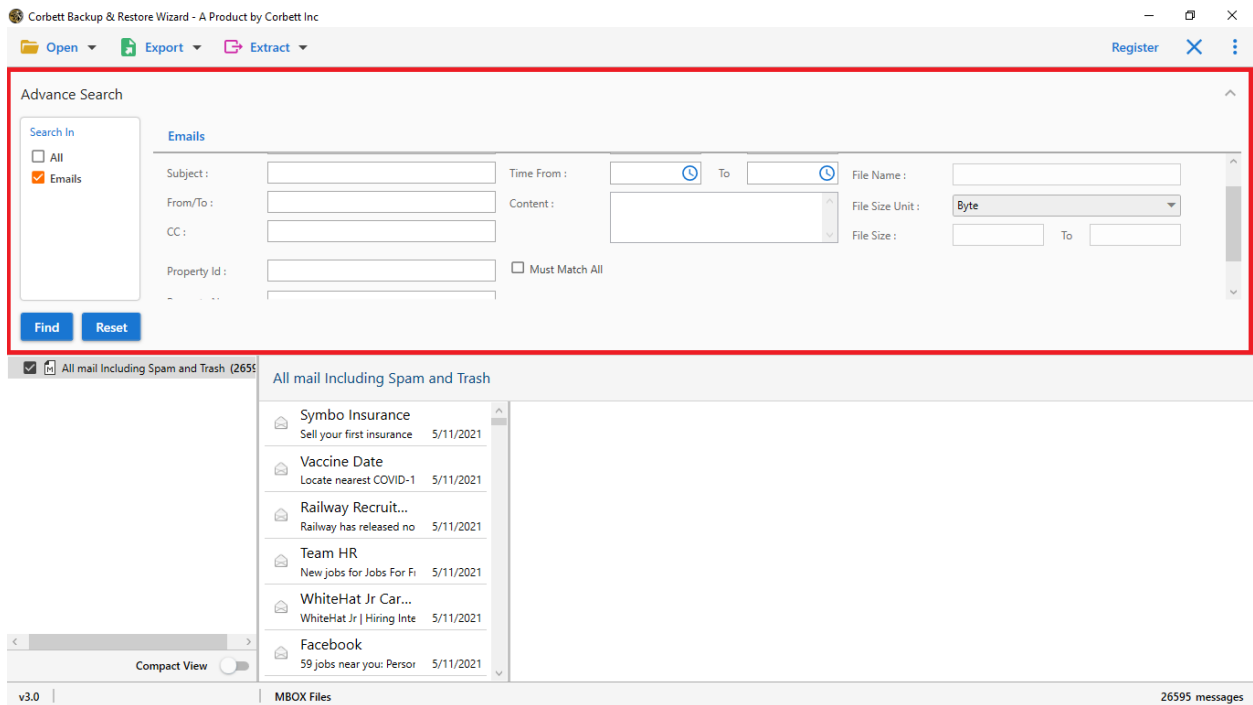 Corbett Backup & Restore Wizard - A Product by Corbett Inc
Open Export Extract Register
Advance Search
Search In
All
Emails
Emails
Subject : Time From : To File Name :
From/To : Content : File Size Unit : Byte
CC : File Size : To
Property Id : Must Match All
Find Reset
All mail Including Spam and Trash (2659
All mail Including Spam and Trash
Symbo Insurance
Sell your first insurance 5/11/2021
Vaccine Date
Locate nearest COVID-1 5/11/2021
Railway Recruit...
Railway has released no 5/11/2021
Team HR
New jobs for Jobs For Fr 5/11/2021
WhiteHat Jr Car...
WhiteHat Jr | Hiring Inte 5/11/2021
Facebook
59 jobs near you: Persor 5/11/2021
Compact View
v3.0 MBOX Files 26595 messages